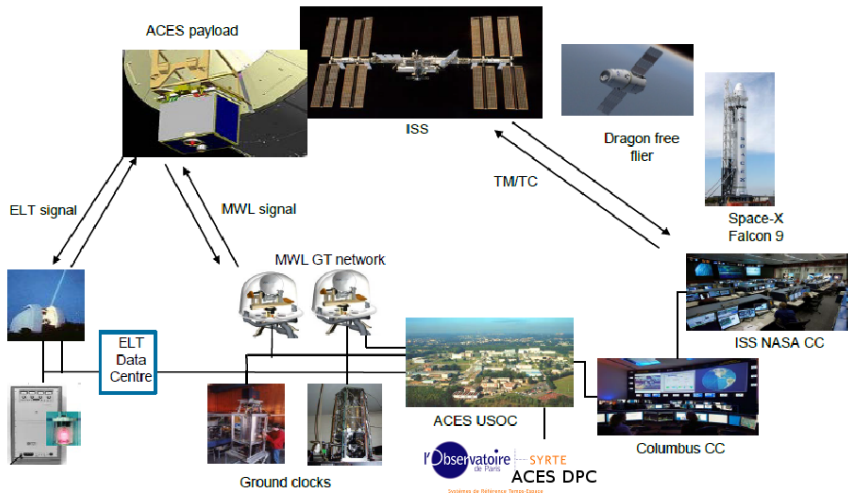 ACES payload
ISS
Dragon free
flier
TM/TC
ELT signal
MWL signal
Space-X
Falcon 9
MWL GT network
ISS NASA CC
ELT
Data
Centre
ACES USOC
Columbus CC
Ground clocks
l'Observatoire
de Paris
SYRTE
ACES DPC
Systèmes de Référence Temps-Espace